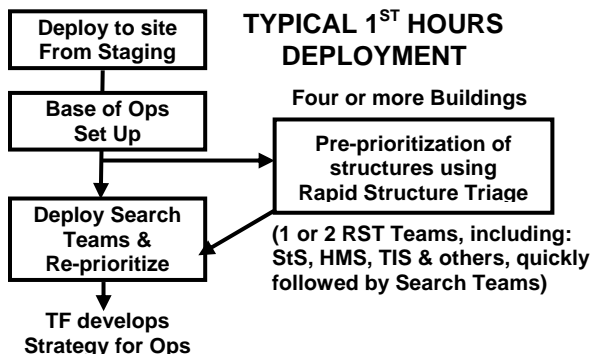 TYPICAL 1ST HOURS
DEPLOYMENT
Deploy to site
From Staging
Base of Ops
Set Up
Four or more Buildings
Pre-prioritization of
structures using
Rapid Structure Triage
(1 or 2 RST Teams, including:
StS, HMS, TIS & others, quickly
followed by Search Teams)
Deploy Search
Teams &
Re-prioritize
TF develops
Strategy for Ops